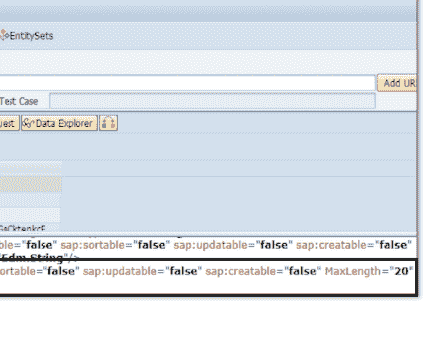 EntitySets
Add UR
Test Case
uest Data Explorer
ble="false" sap:sortable="false" sap:updatable="false" sap:creatable="false"
"Edm.String"/>
ortable="false" sap:updatable="false" sap:creatable="false" MaxLength="20"